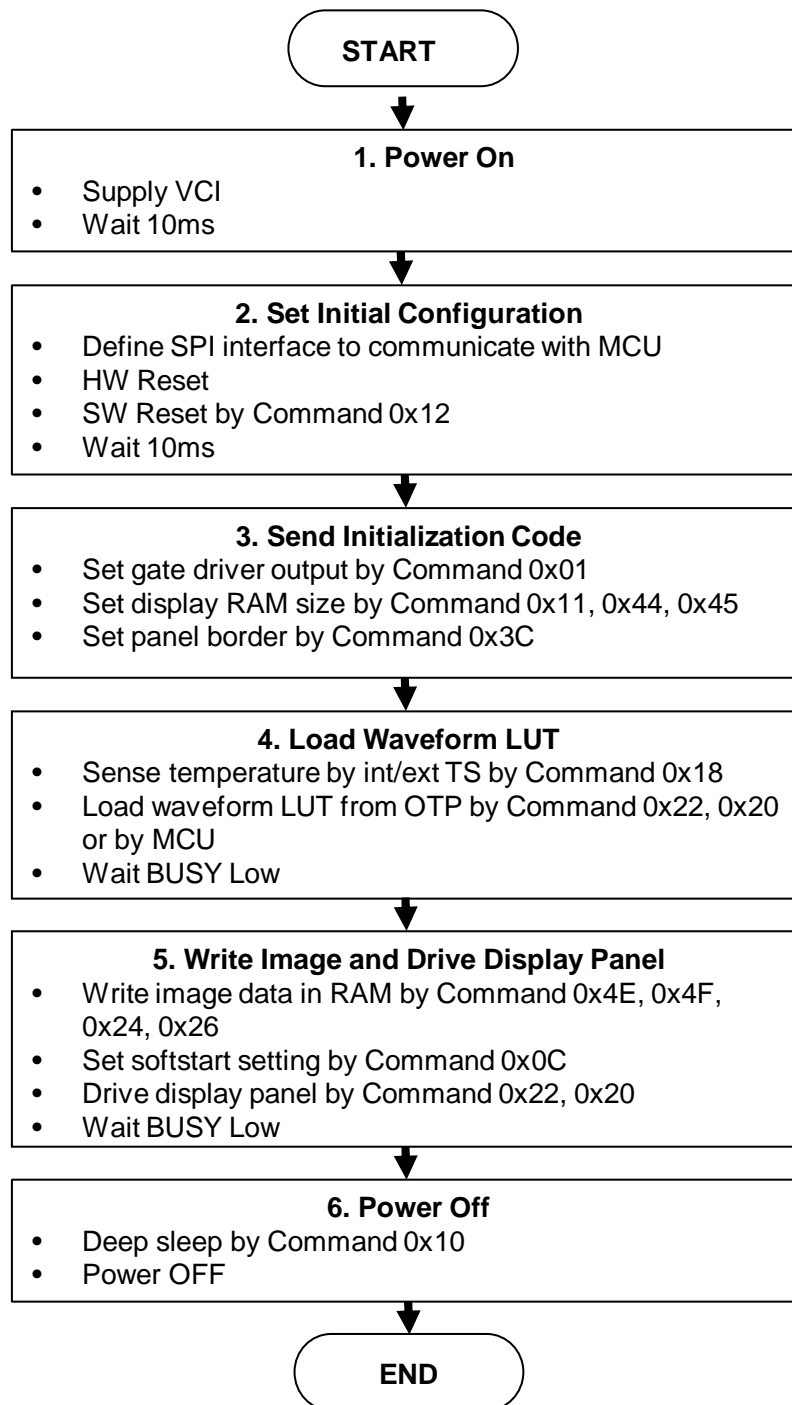 START
1. Power On
• Supply VCI
• Wait 10ms
2. Set Initial Configuration
• Define SPI interface to communicate with MCU
• HW Reset
• SW Reset by Command 0x12
• Wait 10ms
3. Send Initialization Code
• Set gate driver output by Command 0x01
• Set display RAM size by Command 0x11, 0x44, 0x45
• Set panel border by Command 0x3C
4. Load Waveform LUT
• Sense temperature by int/ext TS by Command 0x18
• Load waveform LUT from OTP by Command 0x22, 0x20
or by MCU
• Wait BUSY Low
5. Write Image and Drive Display Panel
• Write image data in RAM by Command 0x4E, 0x4F,
0x24, 0x26
• Set softstart setting by Command 0x0C
• Drive display panel by Command 0x22, 0x20
• Wait BUSY Low
6. Power Off
• Deep sleep by Command 0x10
• Power OFF
END